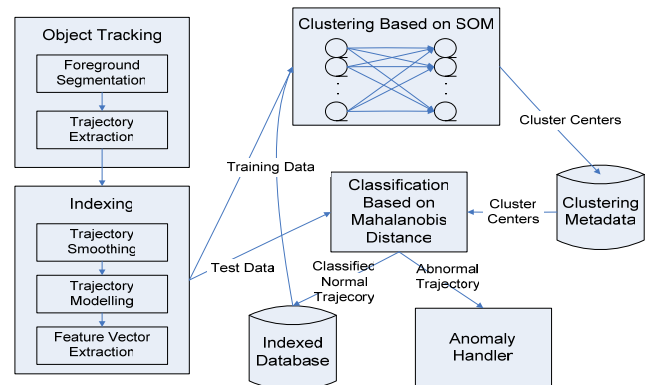 Object Tracking
Foreground
Segmentation
Trajectory
Extraction
Indexing
Trajectory
Smoothing
Trajectory
Modelling
Feature Vector
Extraction
Clustering Based on SOM
Training Data
Test Data
Cluster Centers
Clustering
Metadata
Cluster
Centers
Classification
Based on
Mahalanobis
Distance
Classified
Normal
Trajecory
Abnormal
Trajectory
Indexed
Database
Anomaly
Handler